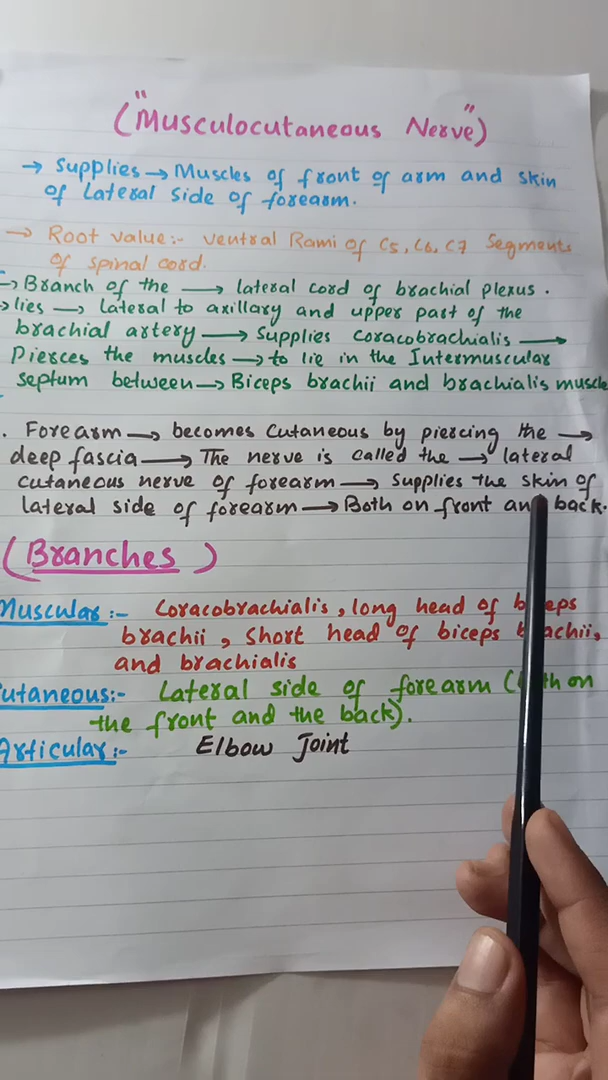 ("Musculocutaneous Nerve")
→ Supplies → Muscles of front of arm and skin
of Lateral side of forearm.
→ Root value:- ventral Rami of C5, C6, C7 Segments
of spinal cord.
→ Branch of the → lateral cord of brachial plexus.
→ lies → Lateral to axillary and upper part of the
brachial artery → Supplies coracobrachialis →
Pierces the muscles → to lie in the Intermuscular
septum between → Biceps brachii and brachialis muscle
. Forearm → becomes cutaneous by piercing the →
deep fascia → The nerve is called the → lateral
cutaneous nerve of forearm → Supplies the skin of
lateral side of forearm → Both on front an back.
(Branches)
Muscular:- Coracobrachialis, long head of b eps
brachii, Short head of biceps b achii,
and brachialis
utaneous:- Lateral side of forearm ( th on
the front and the back).
Articular:- Elbow Joint